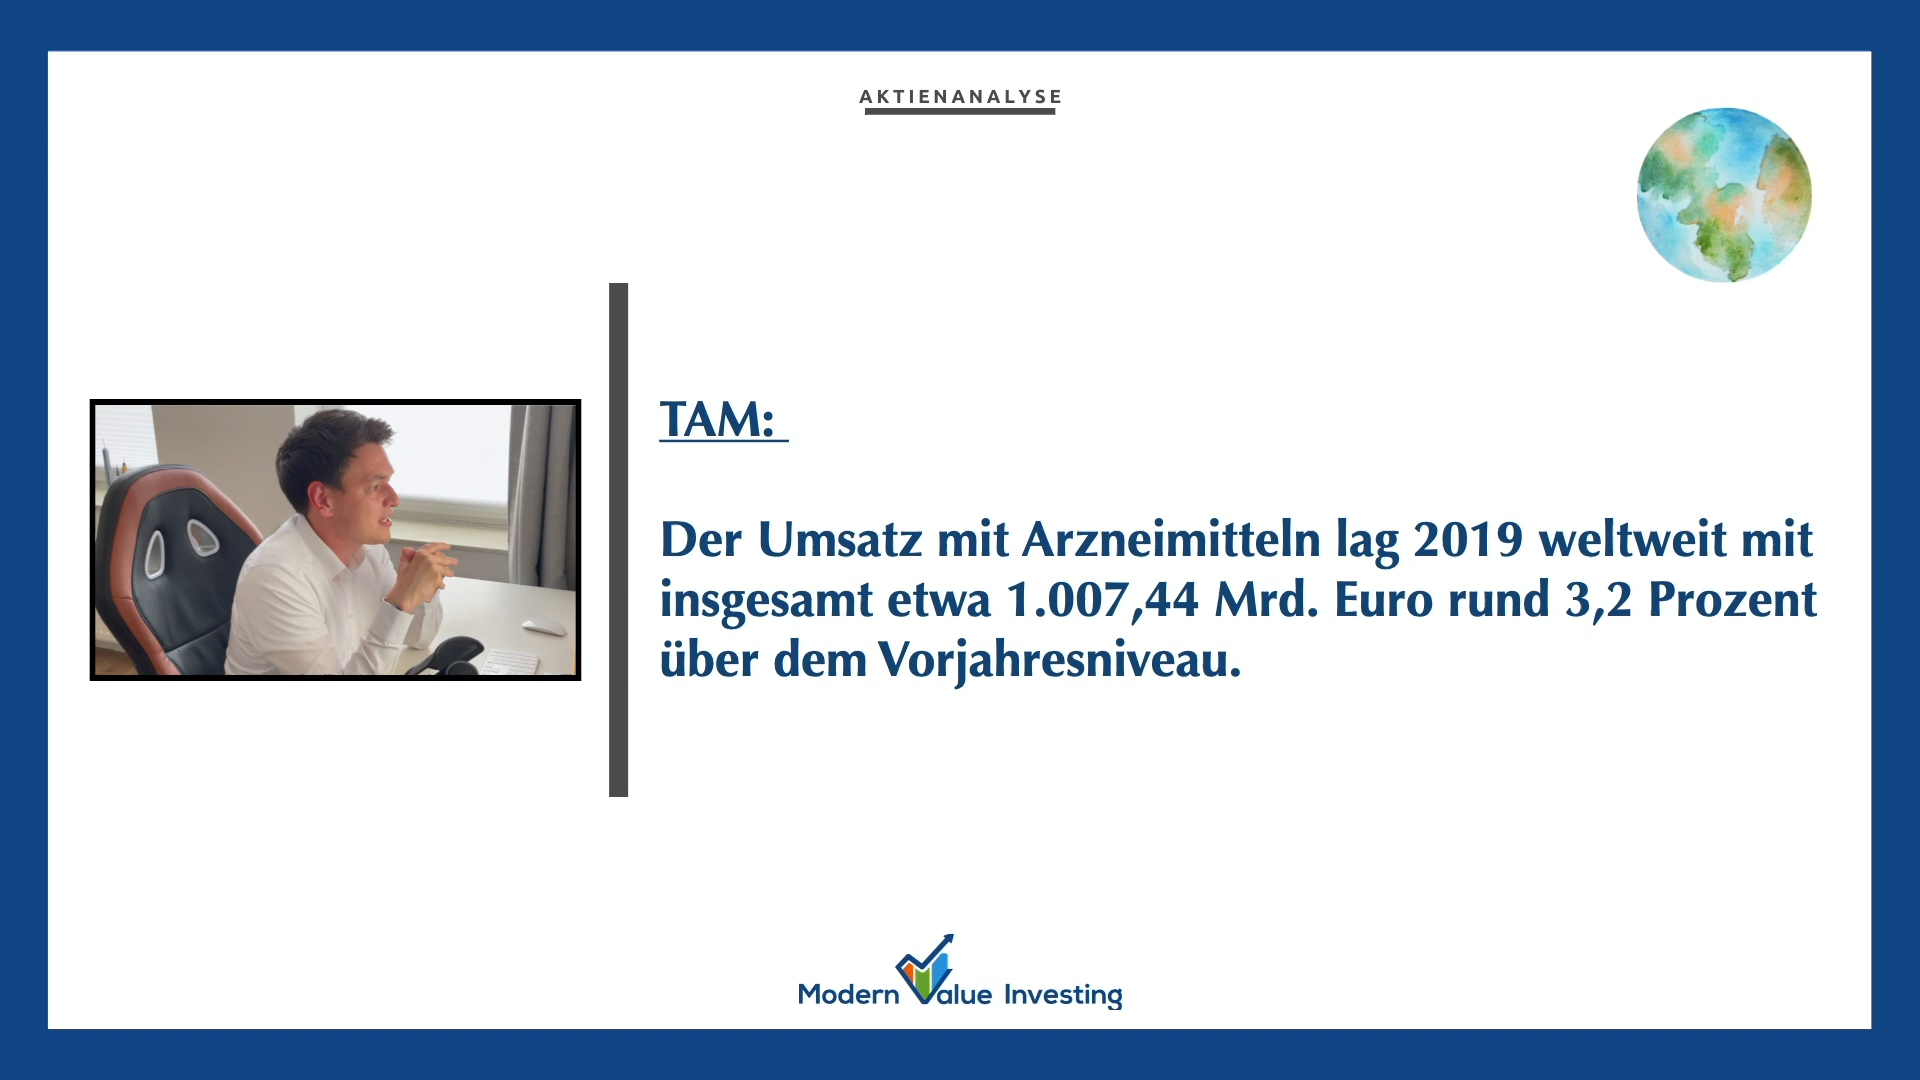 AKTIENANALYSE
TAM:
Der Umsatz mit Arzneimitteln lag 2019 weltweit mit
insgesamt etwa 1.007,44 Mrd. Euro rund 3,2 Prozent
über dem Vorjahresniveau.
Modern Value Investing